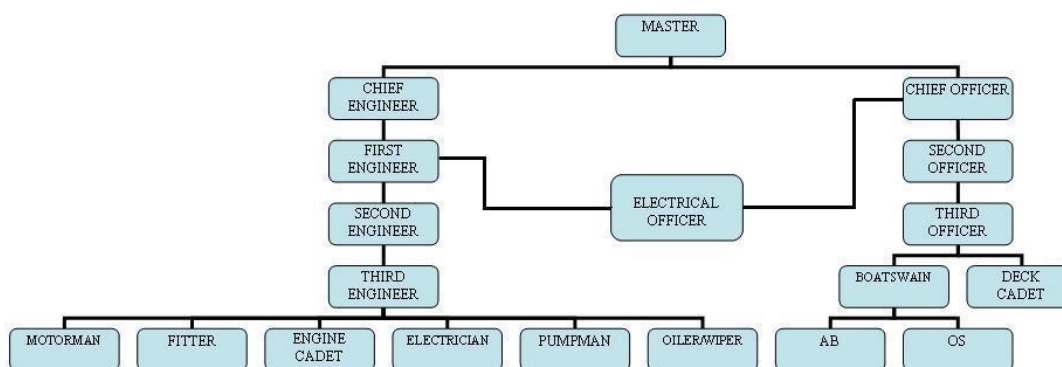 MASTER
CHIEF
ENGINEER
CHIEF OFFICER
FIRST
ENGINEER
SECOND
OFFICER
ELECTRICAL
OFFICER
SECOND
ENGINEER
THIRD
OFFICER
THIRD
ENGINEER
BOATSWAIN
DECK
CADET
MOTORMAN
FITTER
ENGINE
CADET
ELECTRICIAN
PUMPMAN
OILER/WIPER
AB
OS